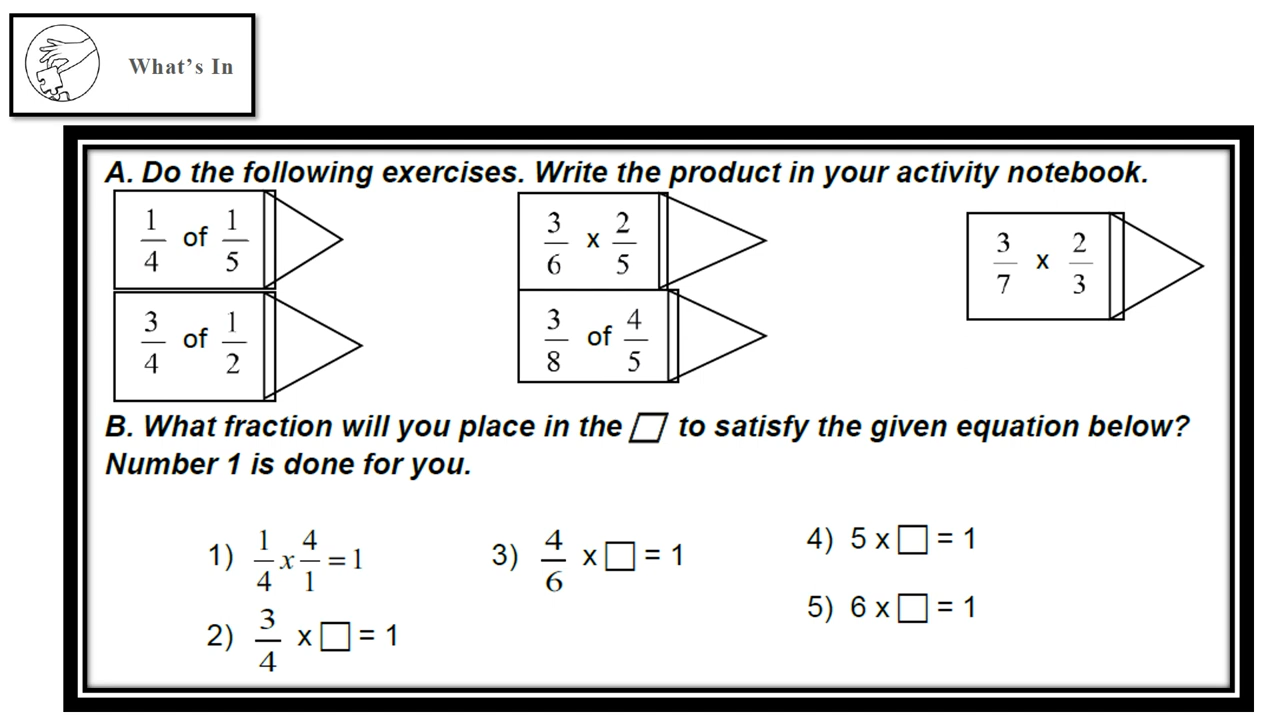 What's In
A. Do the following exercises. Write the product in your activity notebook.
1/4 of 1/5
3/6 x 2/5
3/7 x 2/3
3/4 of 1/2
3/8 of 4/5
B. What fraction will you place in the □ to satisfy the given equation below?
Number 1 is done for you.
1) 1/4 x 4/1 = 1
2) 3/4 x □ = 1
3) 4/6 x □ = 1
4) 5 x □ = 1
5) 6 x □ = 1